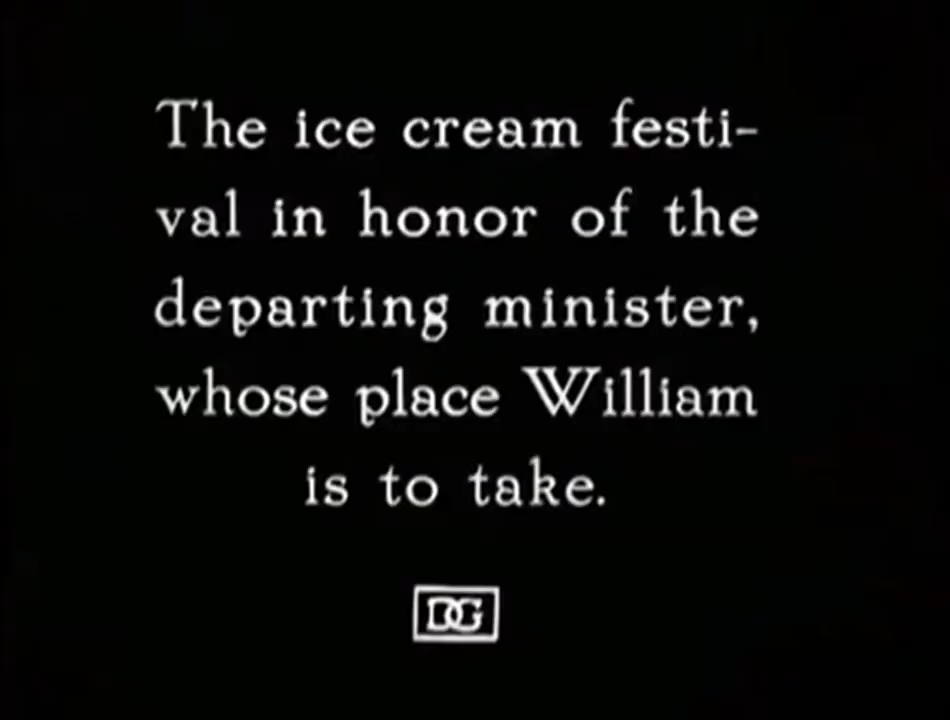 The ice cream festi-
val in honor of the
departing minister,
whose place William
is to take.
DG